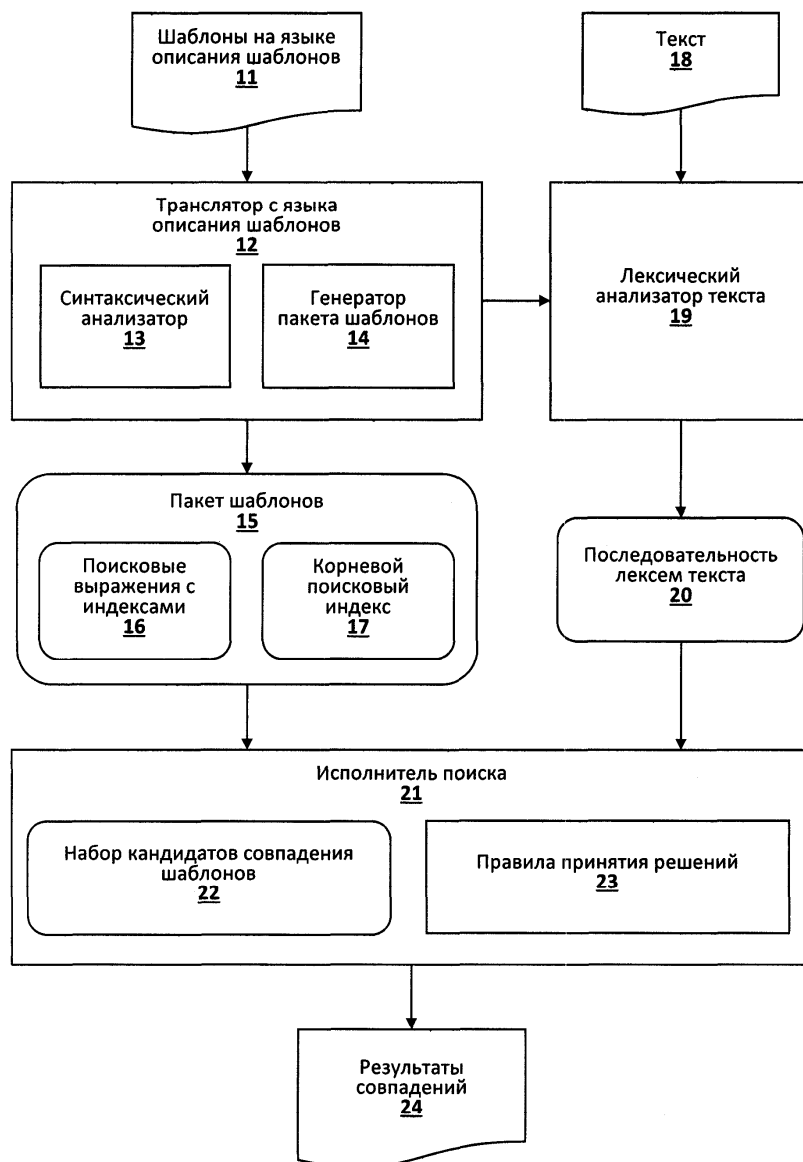 Шаблоны на языке
описания шаблонов
11
Текст
18
Транслятор с языка
описания шаблонов
12
Синтаксический
анализатор
13
Генератор
пакета шаблонов
14
Лексический
анализатор текста
19
Пакет шаблонов
15
Поисковые
выражения с
индексами
16
Корневой
поисковый
индекс
17
Последовательность
лексем текста
20
Исполнитель поиска
21
Набор кандидатов совпадения
шаблонов
22
Правила принятия решений
23
Результаты
совпадений
24